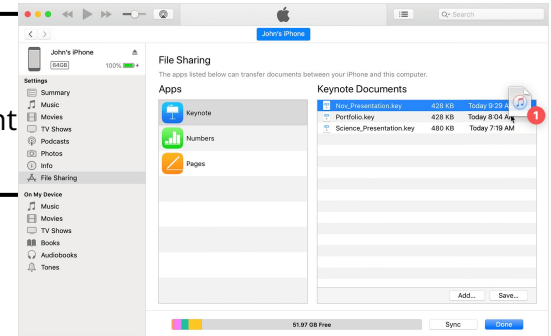 Search
John's iPhone
John's iPhone
64GB
100%
Settings
Summary
Music
Movies
TV Shows
Podcasts
Photos
Info
File Sharing
On My Device
Music
Movies
TV Shows
Books
Audiobooks
Tones
nt
File Sharing
The apps listed below can transfer documents between your iPhone and this computer.
Apps
Keynote
Numbers
Pages
Keynote Documents
Nov_Presentation.key 428 KB Today 9:29 A
Portfolio.key 428 KB Today 8:04 A
Science_Presentation.key 480 KB Today 7:19 AM
1
Add... Save...
51.97 GB Free
Sync
Done